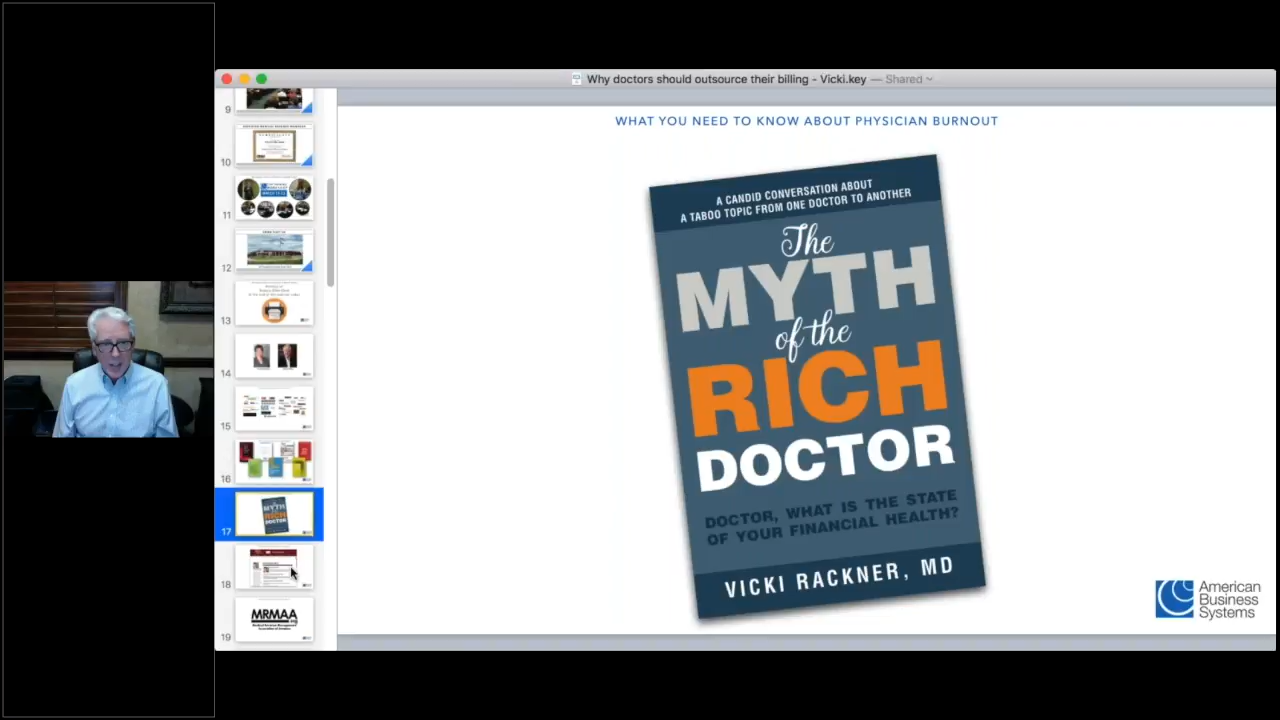 Why doctors should outsource their billing - Vicki.key — Shared
WHAT YOU NEED TO KNOW ABOUT PHYSICIAN BURNOUT
A CANDID CONVERSATION ABOUT
A TABOO TOPIC FROM ONE DOCTOR TO ANOTHER
The
MYTH
of the
RICH
DOCTOR
DOCTOR, WHAT IS THE STATE
OF YOUR FINANCIAL HEALTH?
VICKI RACKNER, MD
American
Business
Systems
9
10
11
12
13
14
15
16
MYTH
RICH
DOCTOR
17
18
MRMAA
19